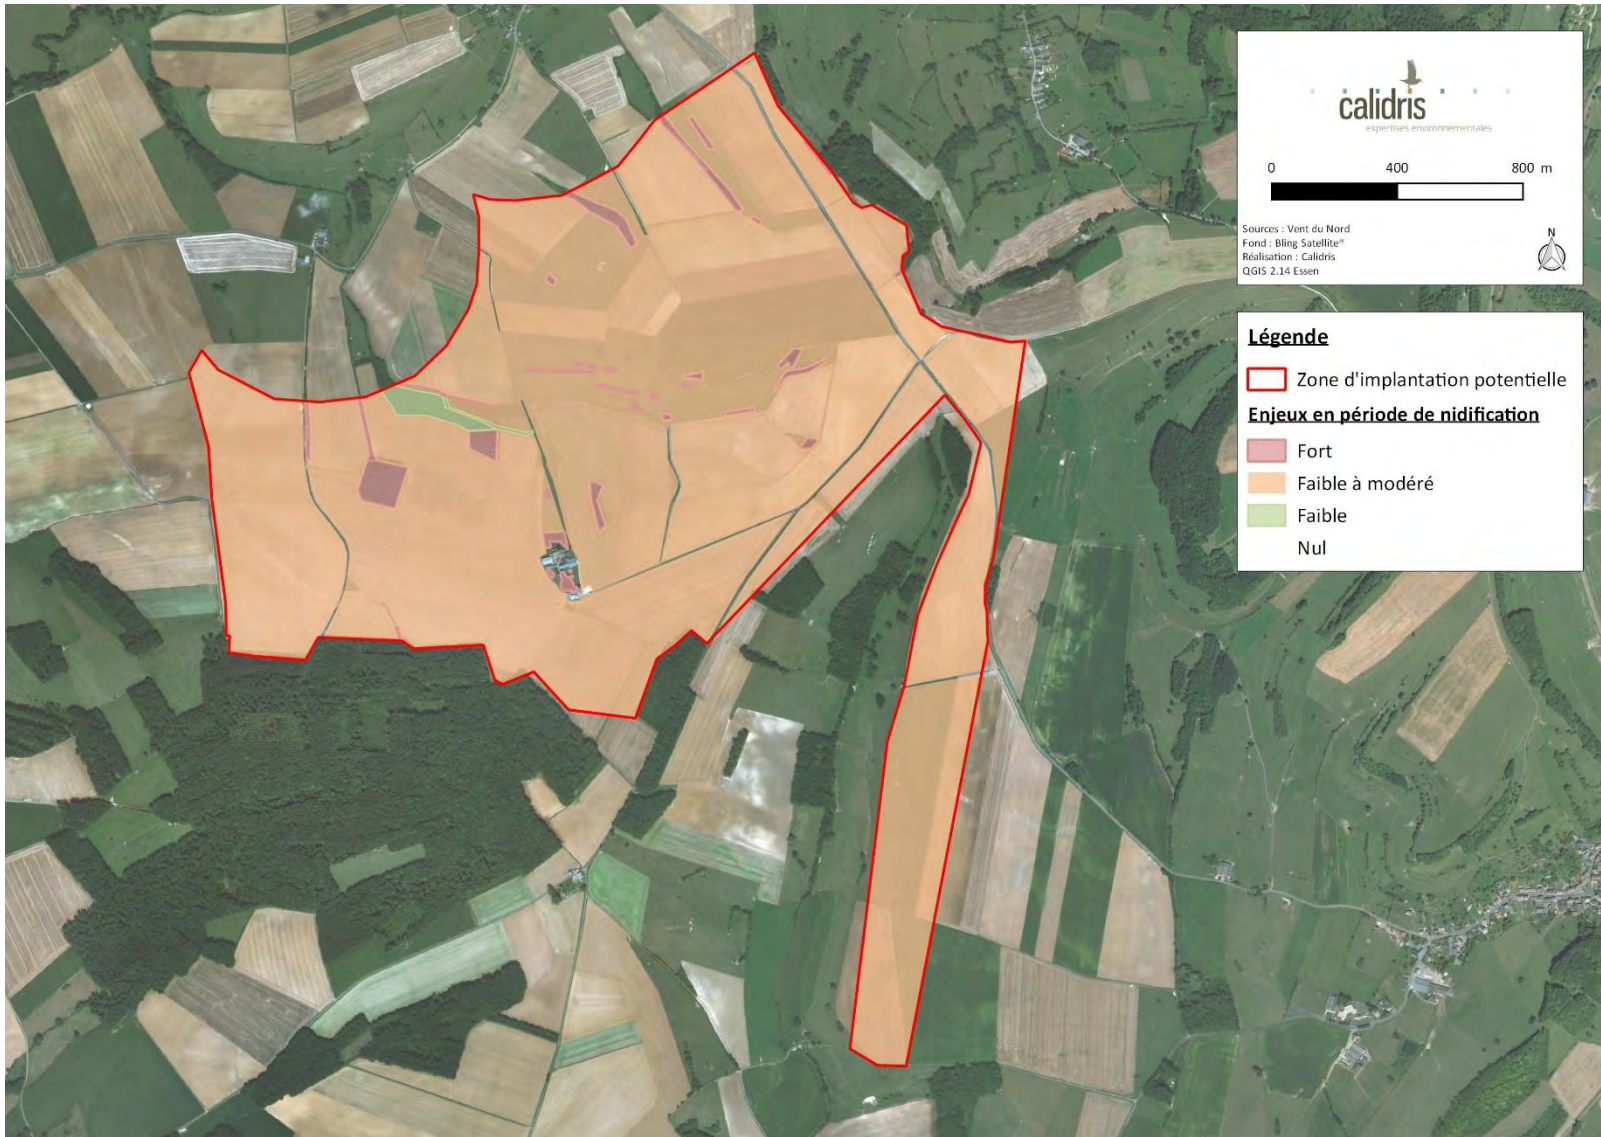 calidris
expertises environnementales
0 400 800 m
Sources : Vent du Nord
Fond : Bling Satellite®
Réalisation : Calidris
QGIS 2.14 Essen
N
Légende
Zone d'implantation potentielle
Enjeux en période de nidification
Fort
Faible à modéré
Faible
Nul